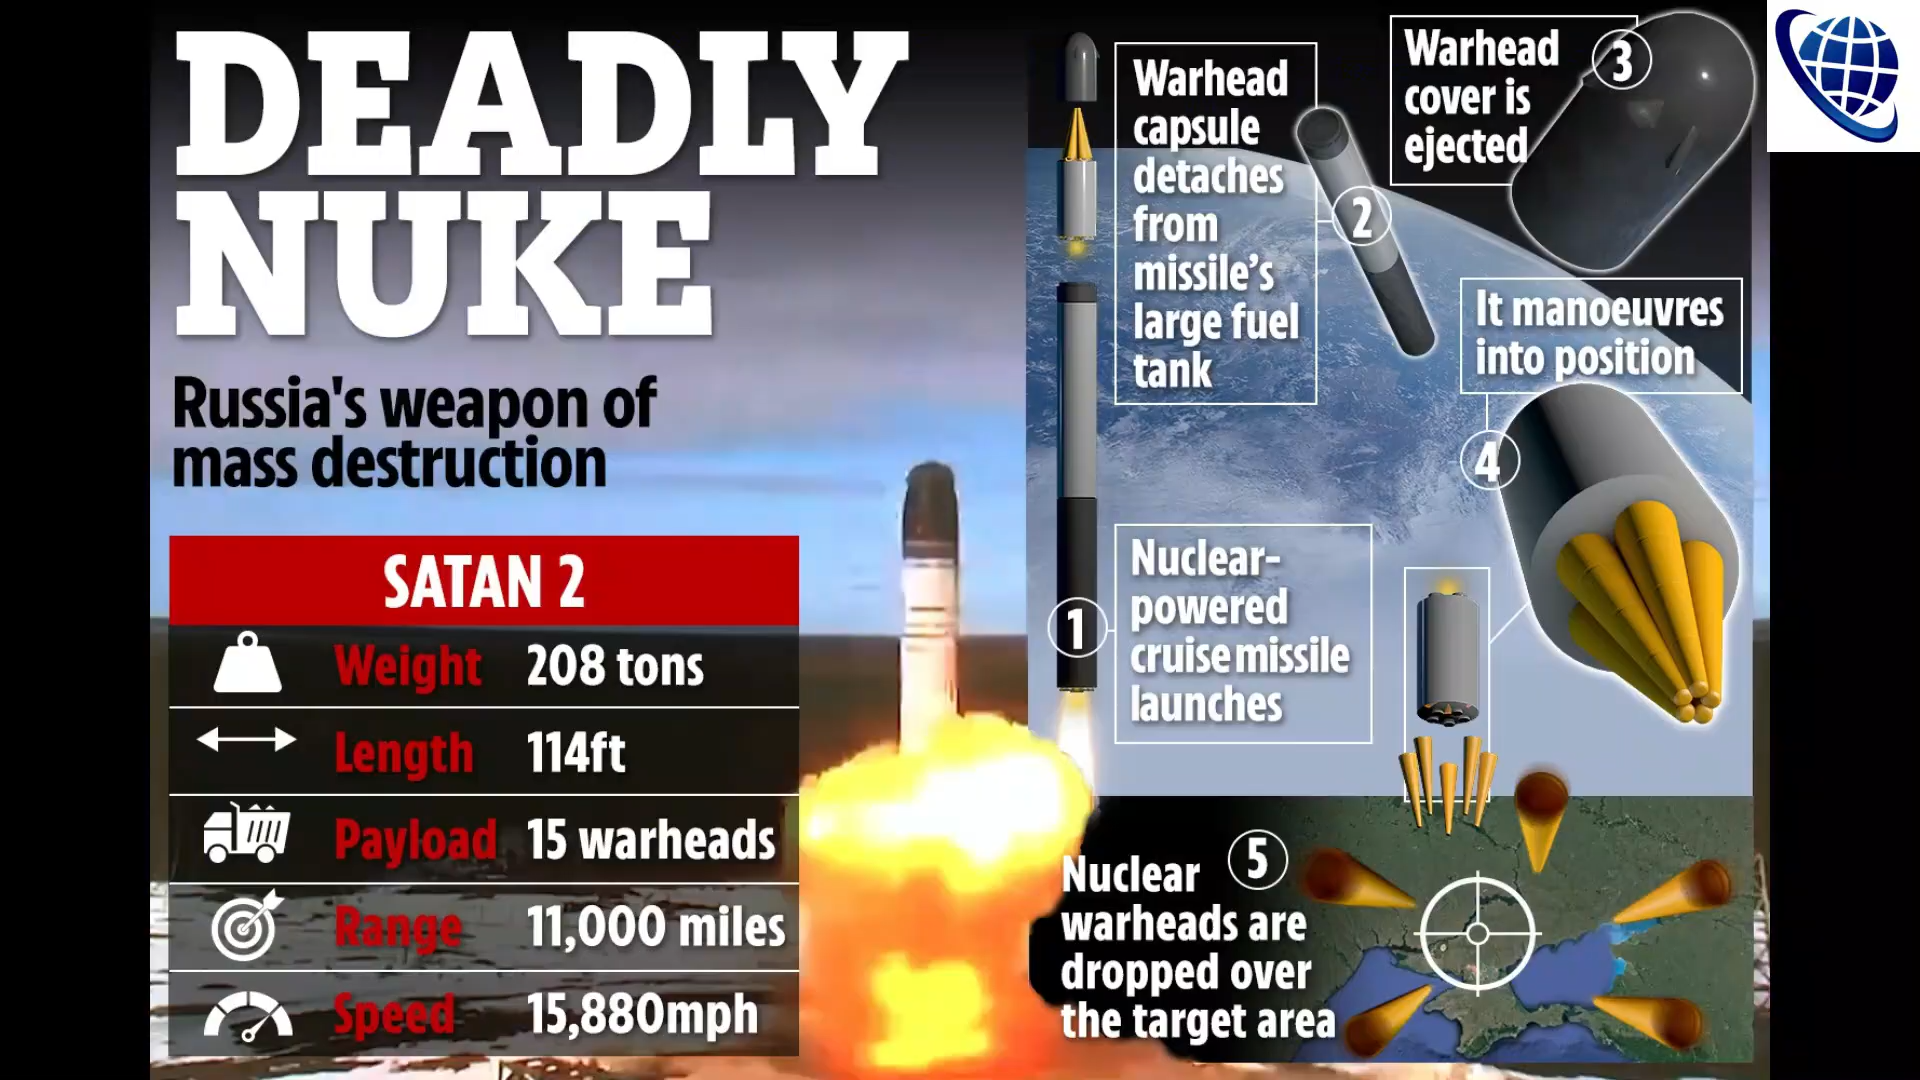 DEADLY
NUKE
Russia's weapon of
mass destruction
SATAN 2
Weight 208 tons
Length 114ft
Payload 15 warheads
Range 11,000 miles
Speed 15,880mph
1
Nuclear-
powered
cruise missile
launches
Warhead
capsule
detaches
from
missile’s
large fuel
tank
2
Warhead
cover is
ejected
3
It manoeuvres
into position
4
5
Nuclear
warheads are
dropped over
the target area